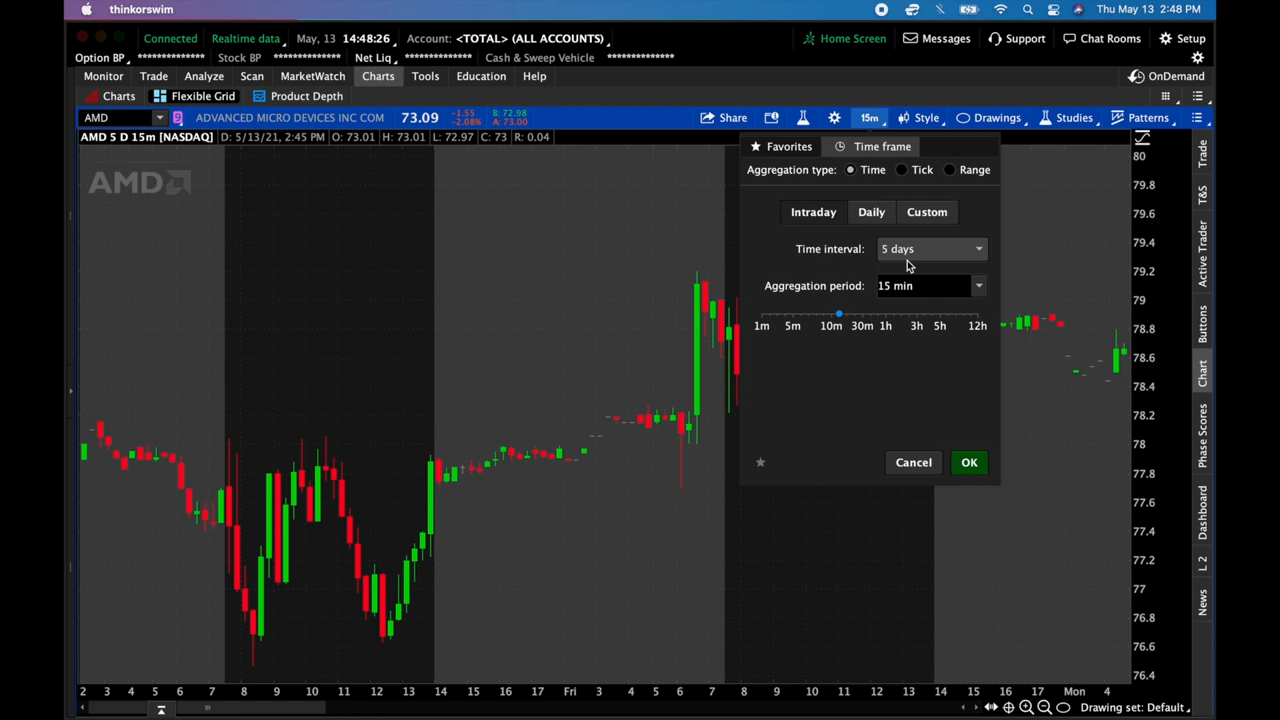 thinkorswim
Thu May 13 2:48 PM
Connected Realtime data May, 13 14:48:26 Account: <TOTAL> (ALL ACCOUNTS)
Home Screen Messages Support Chat Rooms Setup
Option BP ************** Stock BP ************** Net Liq ************** Cash & Sweep Vehicle **************
Monitor Trade Analyze Scan MarketWatch Charts Tools Education Help
OnDemand
Charts Flexible Grid Product Depth
AMD 9 ADVANCED MICRO DEVICES INC COM 73.09 -1.55 B: 72.98
-2.08% A: 73.00
Share 15m Style Drawings Studies Patterns
AMD 5 D 15m [NASDAQ] D: 5/13/21, 2:45 PM O: 73.01 H: 73.01 L: 72.97 C: 73 R: 0.04
AMD
Favorites Time frame
Aggregation type: Time Tick Range
Intraday Daily Custom
Time interval: 5 days
Aggregation period: 15 min
1m 5m 10m 30m 1h 3h 5h 12h
Cancel OK
80
79.8
79.6
79.4
79.2
79
78.8
78.6
78.4
78.2
78
77.8
77.6
77.4
77.2
77
76.8
76.6
76.4
Trade
T&S
Active Trader
Buttons
Chart
Phase Scores
Dashboard
L 2
News
2 3 4 5 6 7 8 9 10 11 12 13 14 15 16 17 Fri 3 4 5 6 7 8 9 10 11 12 13 14 15 16 17 Mon 4
Drawing set: Default